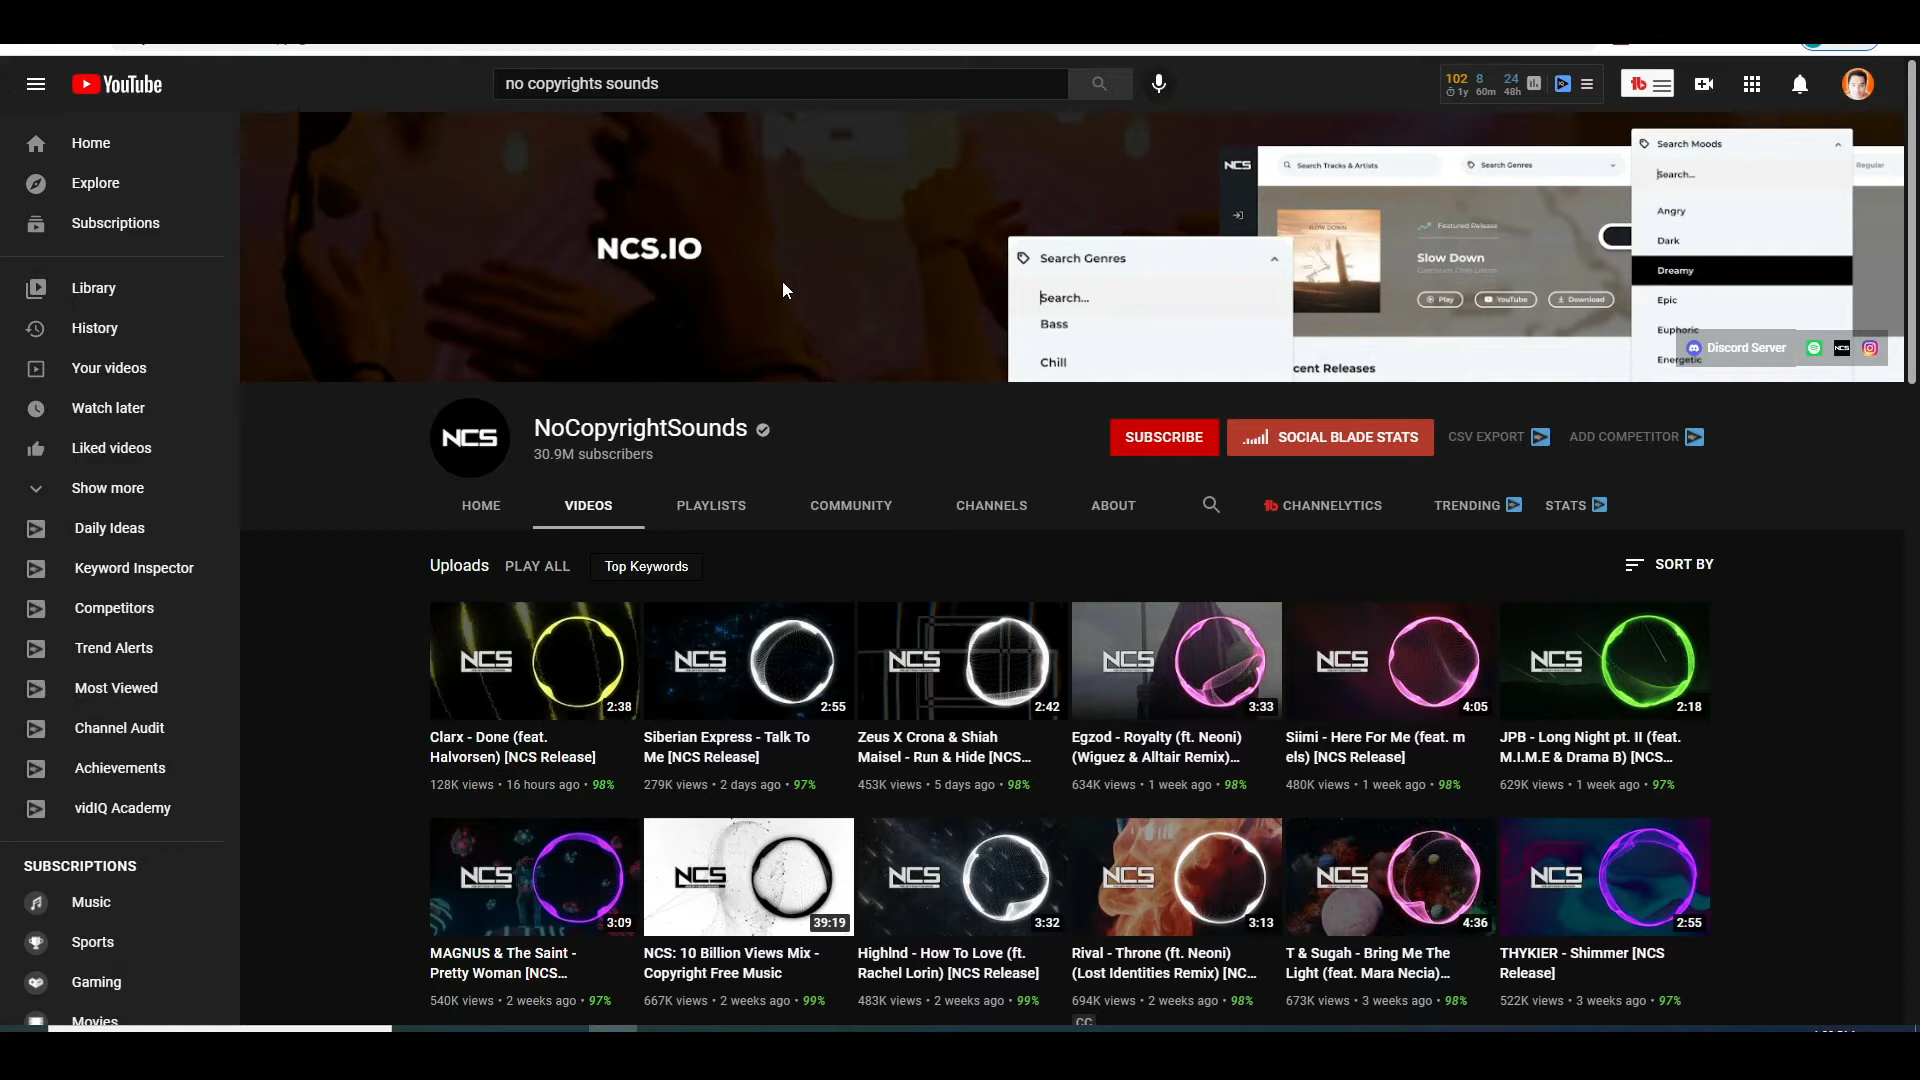 YouTube
no copyrights sounds
102 8 24
1y 60m 48h
Home
Explore
Subscriptions
Library
History
Your videos
Watch later
Liked videos
Show more
Daily Ideas
Keyword Inspector
Competitors
Trend Alerts
Most Viewed
Channel Audit
Achievements
vidIQ Academy
SUBSCRIPTIONS
Music
Sports
Gaming
Movies
NCS.IO
NCS
Search Tracks & Artists
Search Genres
Regular
Featured Release
Slow Down
Play
YouTube
Download
SLOW DOWN
cent Releases
Search Genres
Search...
Bass
Chill
Search Moods
Search...
Angry
Dark
Dreamy
Epic
Euphoric
Energetic
Discord Server
NCS
NCS
NoCopyrightSounds
30.9M subscribers
SUBSCRIBE
SOCIAL BLADE STATS
CSV EXPORT
ADD COMPETITOR
HOME
VIDEOS
PLAYLISTS
COMMUNITY
CHANNELS
ABOUT
CHANNELYTICS
TRENDING
STATS
Uploads
PLAY ALL
Top Keywords
SORT BY
NCS
2:38
NCS
2:55
NCS
2:42
NCS
3:33
NCS
4:05
NCS
2:18
Clarx - Done (feat.
Halvorsen) [NCS Release]
128K views • 16 hours ago • 98%
Siberian Express - Talk To
Me [NCS Release]
279K views • 2 days ago • 97%
Zeus X Crona & Shiah
Maisel - Run & Hide [NCS...
453K views • 5 days ago • 98%
Egzod - Royalty (ft. Neoni)
(Wiguez & Alltair Remix)...
634K views • 1 week ago • 98%
Siimi - Here For Me (feat. m
els) [NCS Release]
480K views • 1 week ago • 98%
JPB - Long Night pt. II (feat.
M.I.M.E & Drama B) [NCS...
629K views • 1 week ago • 97%
NCS
3:09
NCS
39:19
NCS
3:32
NCS
3:13
NCS
4:36
NCS
2:55
MAGNUS & The Saint -
Pretty Woman [NCS...
540K views • 2 weeks ago • 97%
NCS: 10 Billion Views Mix -
Copyright Free Music
667K views • 2 weeks ago • 99%
Highlnd - How To Love (ft.
Rachel Lorin) [NCS Release]
483K views • 2 weeks ago • 99%
Rival - Throne (ft. Neoni)
(Lost Identities Remix) [NC...
694K views • 2 weeks ago • 98%
CC
T & Sugah - Bring Me The
Light (feat. Mara Necia)...
673K views • 3 weeks ago • 98%
THYKIER - Shimmer [NCS
Release]
522K views • 3 weeks ago • 97%